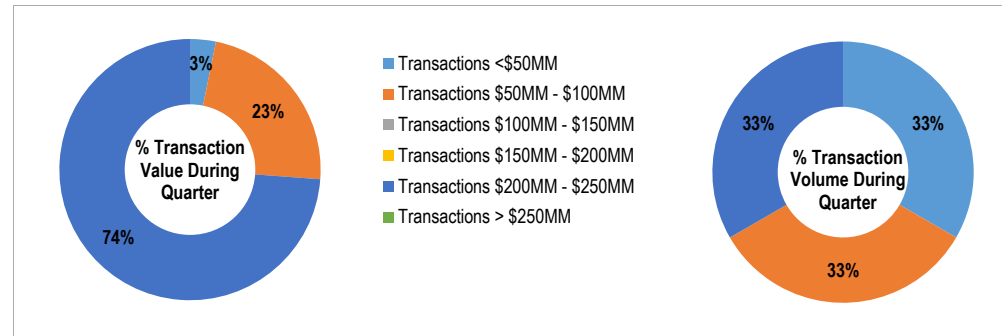 3%
23%
74%
% Transaction
Value During
Quarter
Transactions <$50MM
Transactions $50MM - $100MM
Transactions $100MM - $150MM
Transactions $150MM - $200MM
Transactions $200MM - $250MM
Transactions > $250MM
33%
33%
33%
% Transaction
Volume During
Quarter